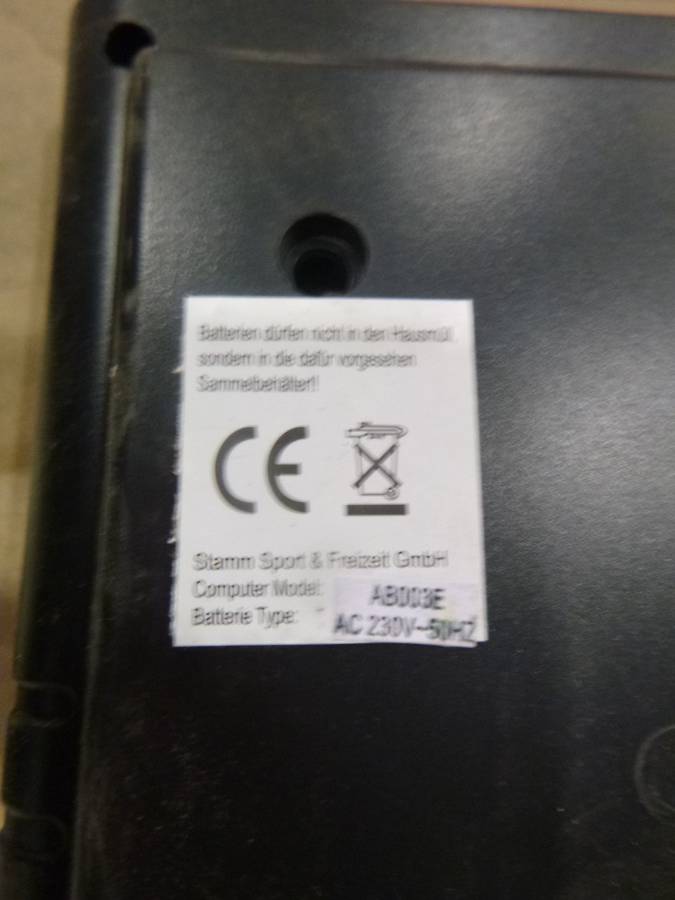 Batterien dürfen nicht in den Hausmüll,
sondern in die dafür vorgesehen
Sammelbehälter!!
CE
Stamm Sport & Freizeit GmbH
Computer Model: AB003E
Batterie Type: AC 230V~50HZ